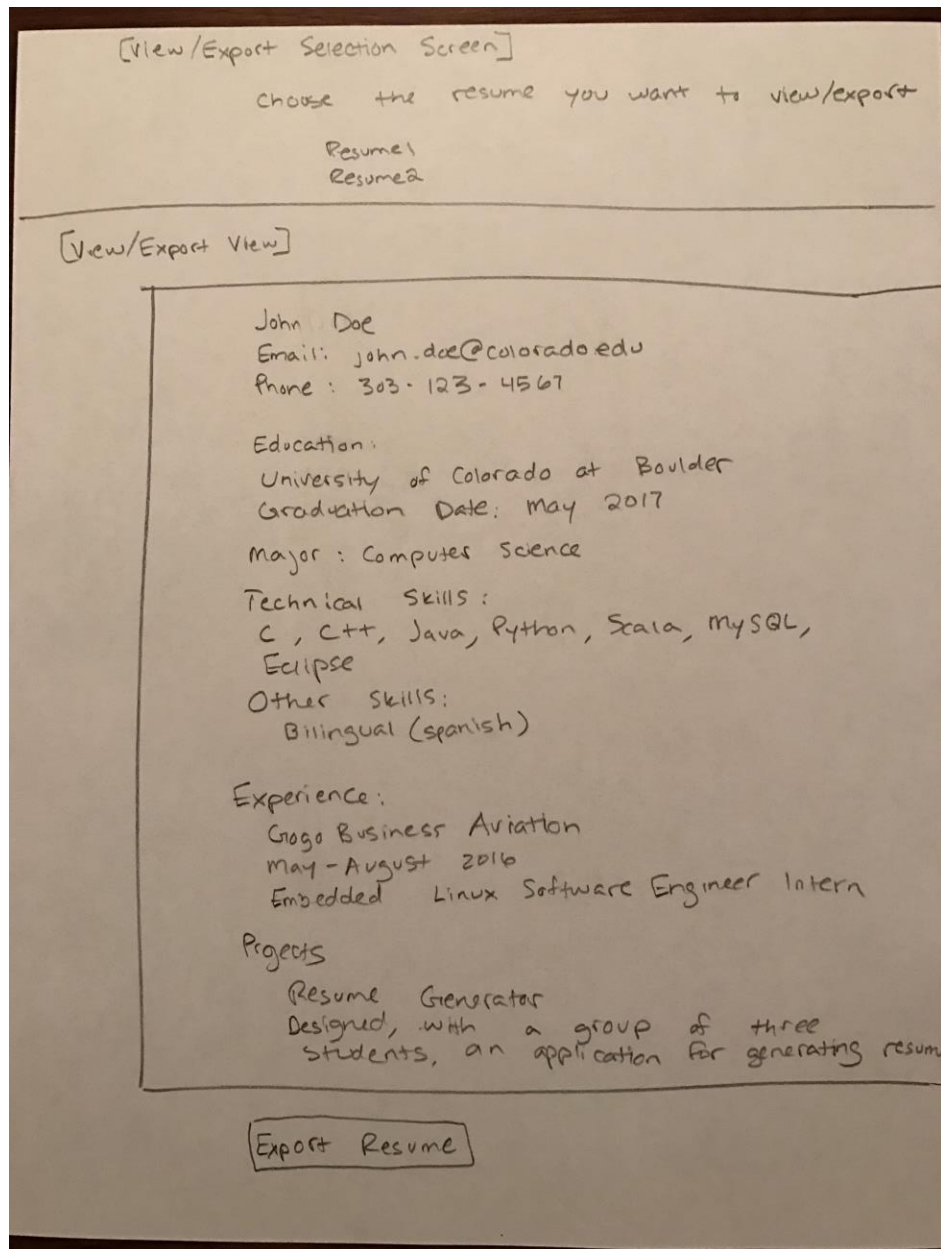 [View/Export Selection Screen]
Choose the resume you want to view/export
Resume1
Resume2
[View/Export View]
John Doe
Email: john.doe@colorado.edu
Phone : 303-123-4567
Education:
University of Colorado at Boulder
Graduation Date: May 2017
Major : Computer Science
Technical Skills :
C , C++, Java, Python, Scala, MySQL,
Eclipse
Other Skills:
Bilingual (spanish)
Experience:
Gogo Business Aviation
May - August 2016
Embedded Linux Software Engineer Intern
Projects
Resume Generator
Designed, with a group of three
students, an application for generating resum
Export Resume